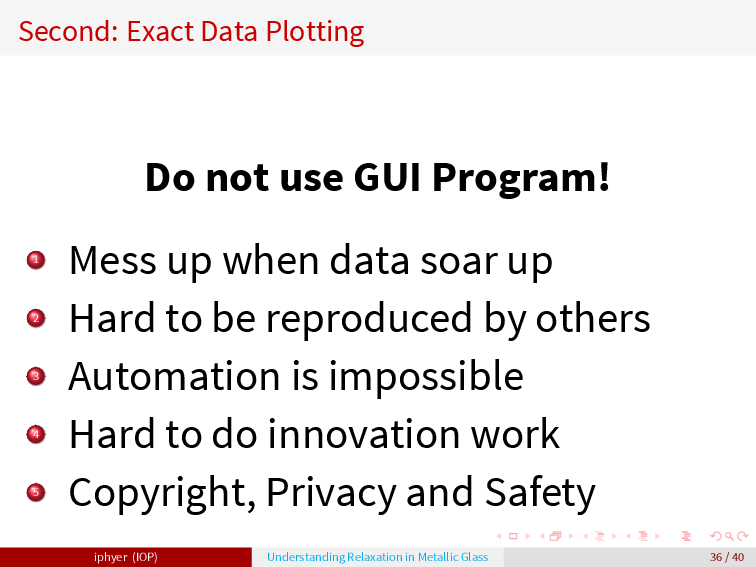 Second: Exact Data Plotting
Do not use GUI Program!
1 Mess up when data soar up
2 Hard to be reproduced by others
3 Automation is impossible
4 Hard to do innovation work
5 Copyright, Privacy and Safety
iphyer (IOP) Understanding Relaxation in Metallic Glass 36 / 40